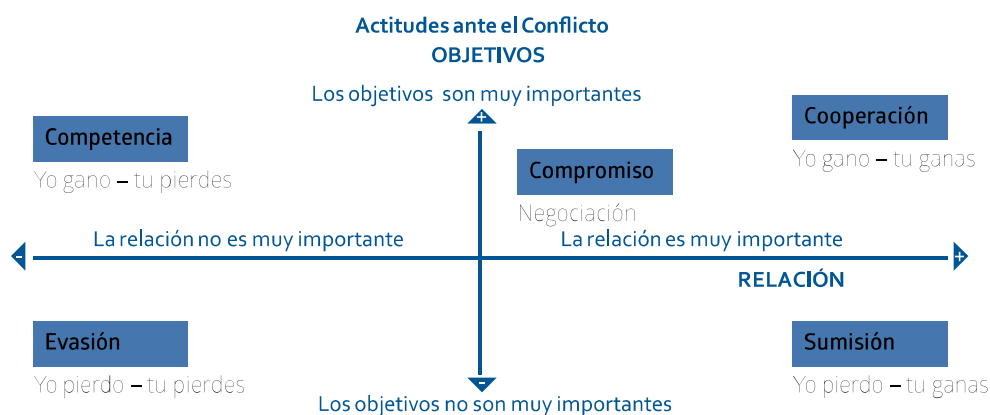 Actitudes ante el Conflicto
OBJETIVOS
Los objetivos son muy importantes
+
Competencia
Yo gano – tu pierdes
Cooperación
Yo gano – tu ganas
Compromiso
Negociación
La relación no es muy importante
La relación es muy importante
-
+
RELACIÓN
Evasión
Yo pierdo – tu pierdes
Sumisión
Yo pierdo – tu ganas
-
Los objetivos no son muy importantes